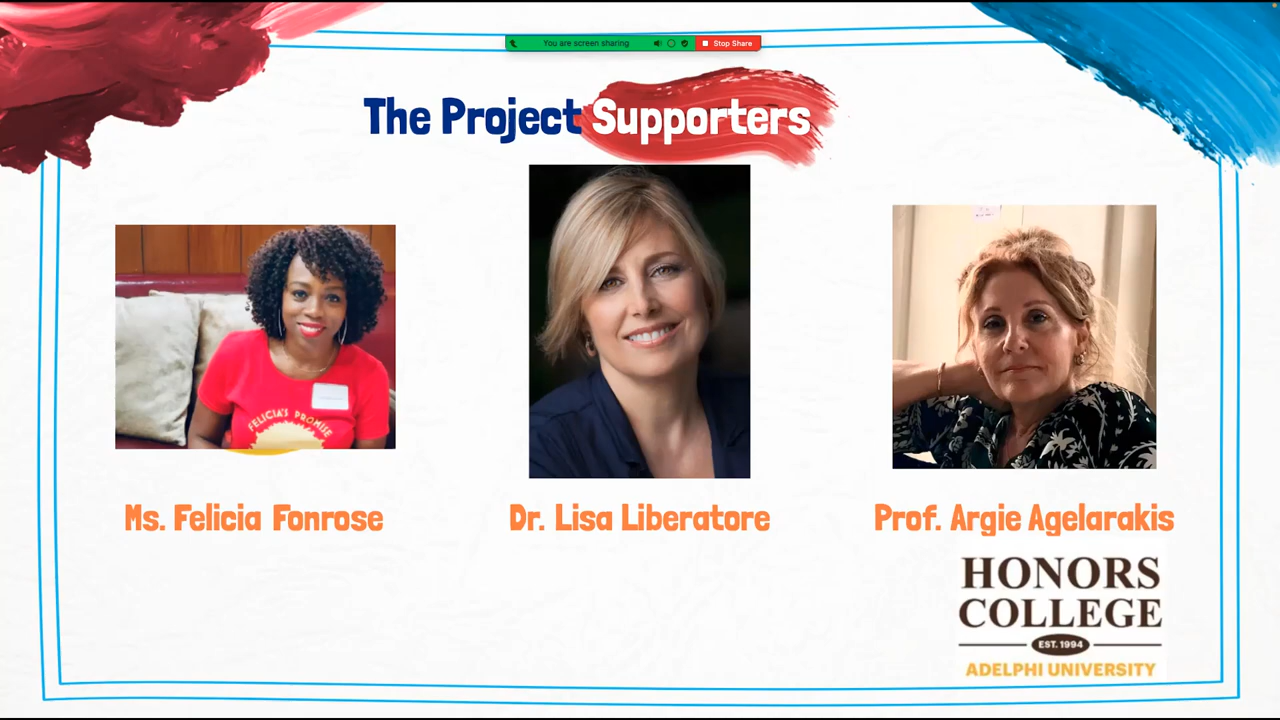 You are screen sharing
Stop Share
The Project Supporters
FELICIA'S PROMISE
Ms. Felicia Fonrose
Dr. Lisa Liberatore
Prof. Argie Agelarakis
HONORS
COLLEGE
EST. 1994
ADELPHI UNIVERSITY